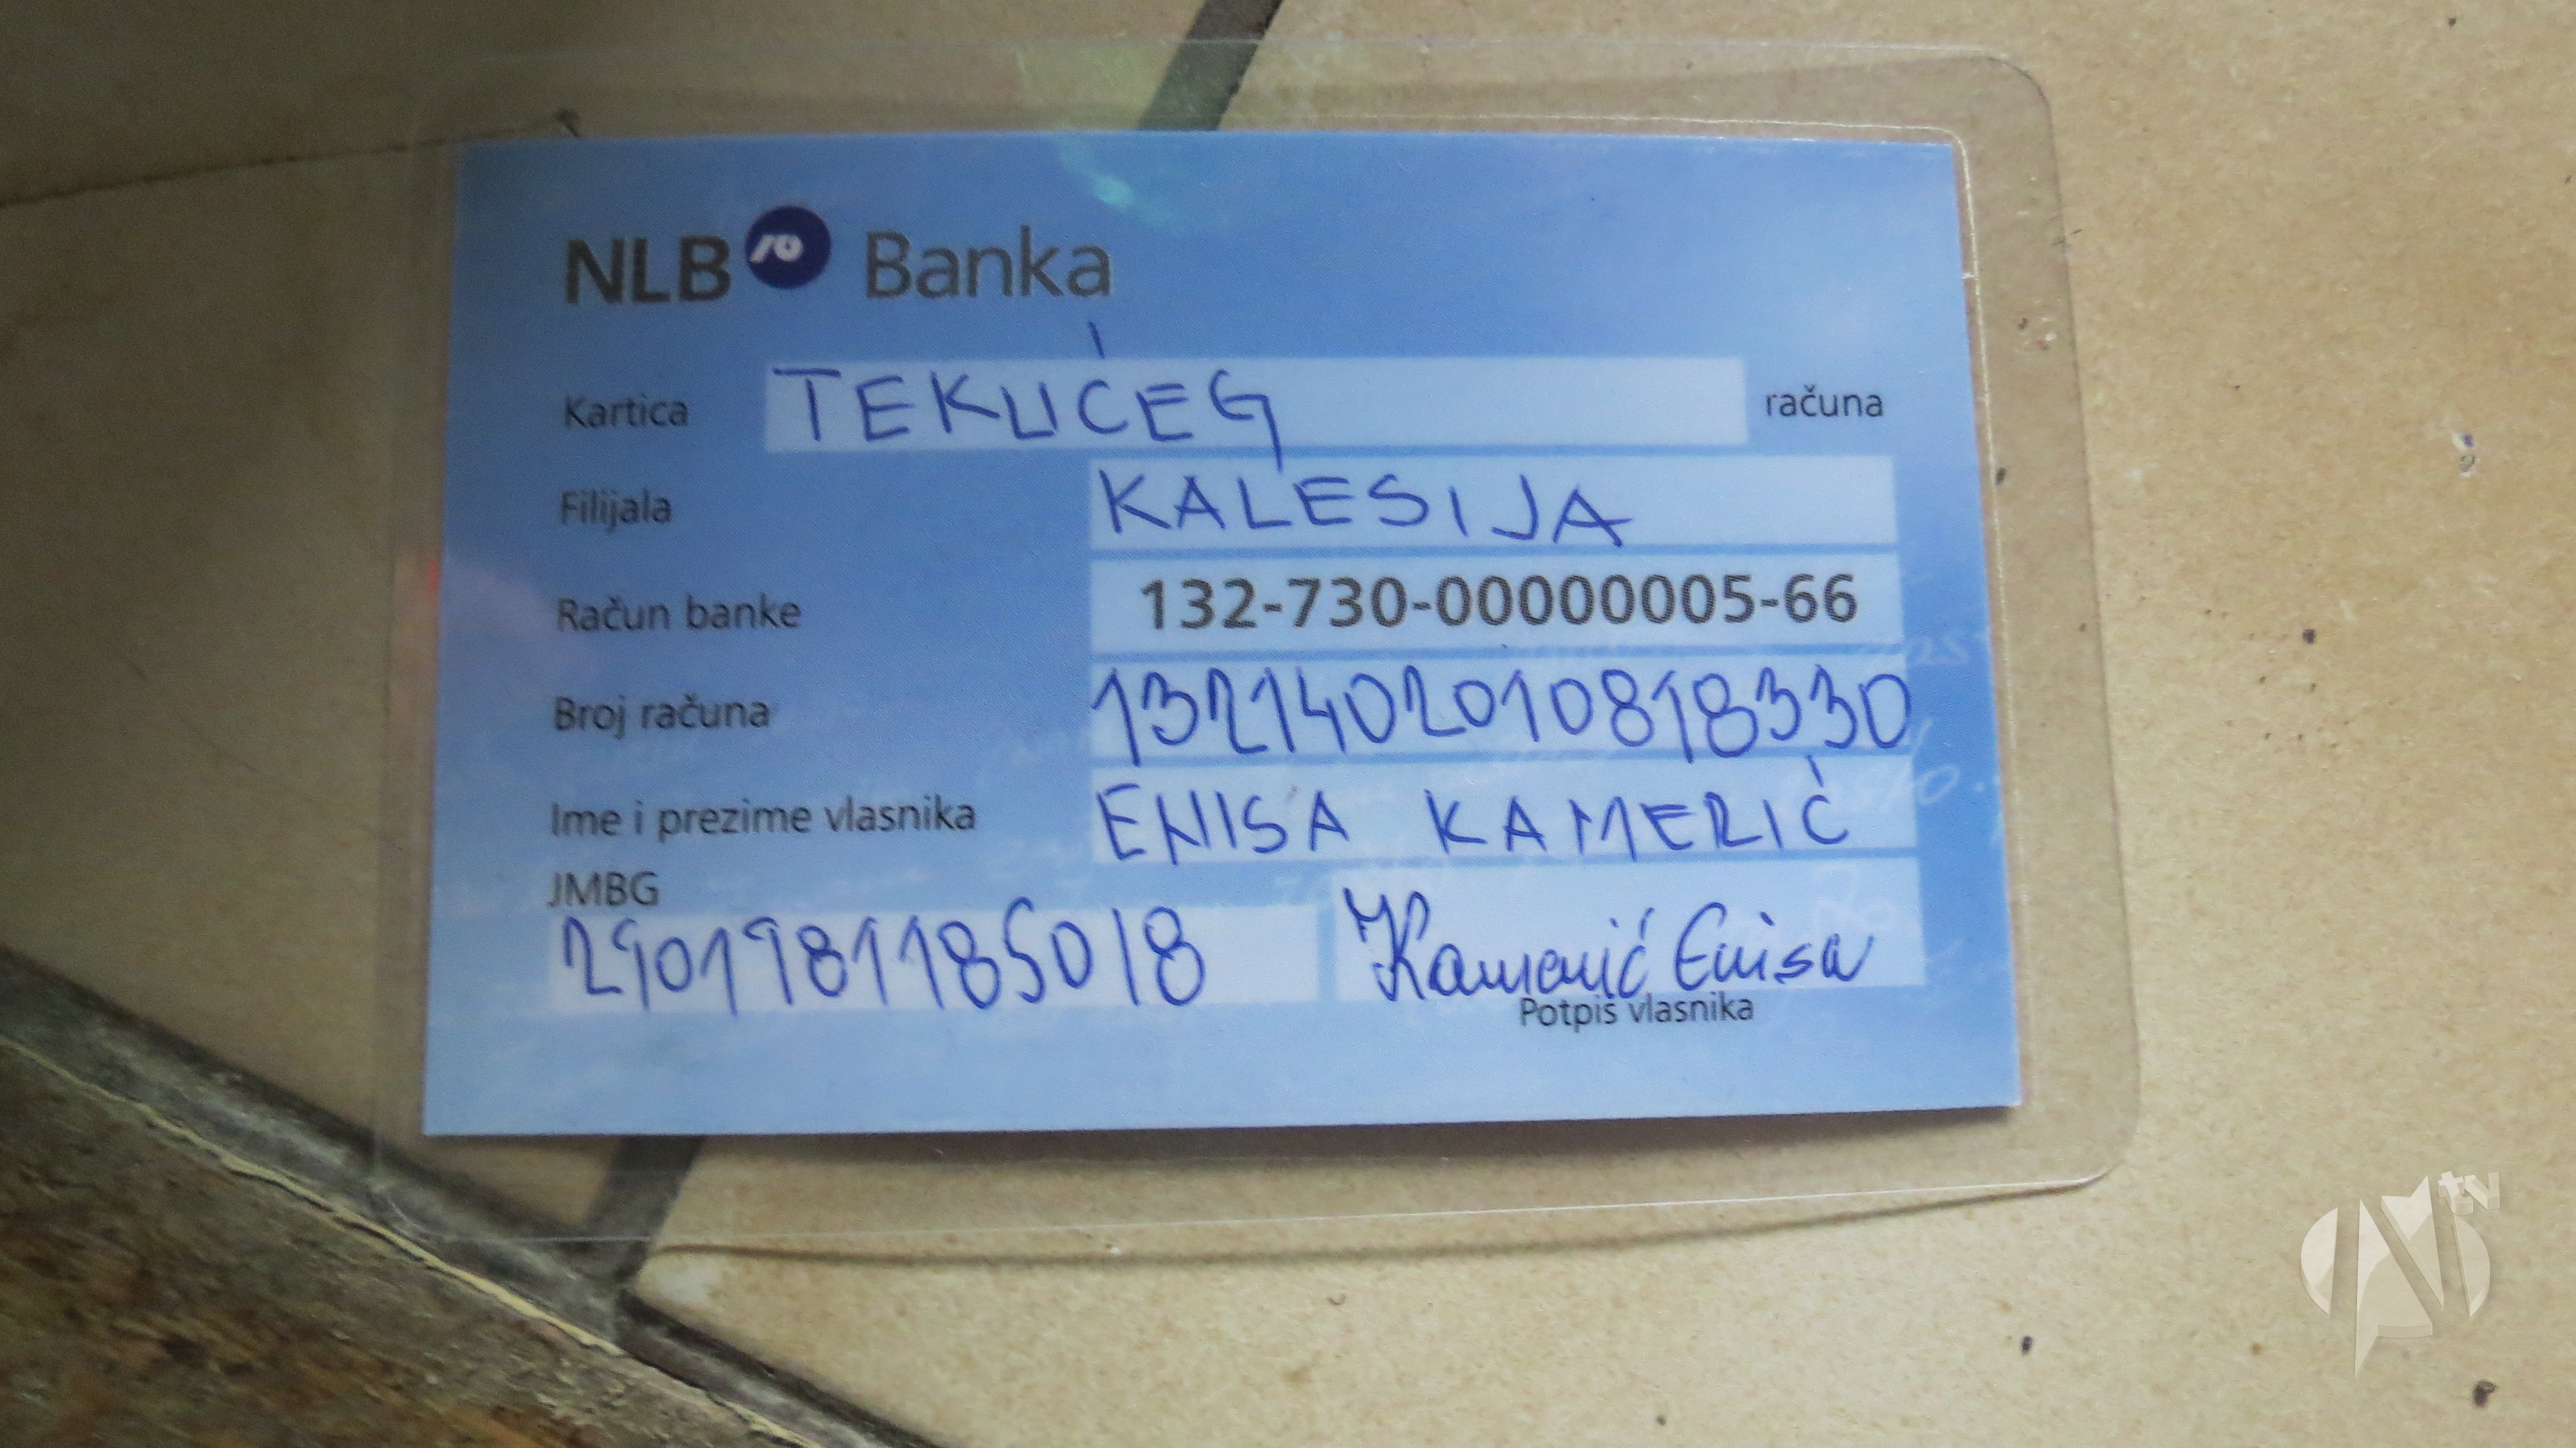 NLB Banka
Kartica TEKUĆEG računa
Filijala KALESIJA
Račun banke 132-730-00000005-66
Broj računa 1321402010818330
Ime i prezime vlasnika ENISA KAMERIĆ
JMBG
2901981185018 Kamerić Enisa
Potpis vlasnika
tv